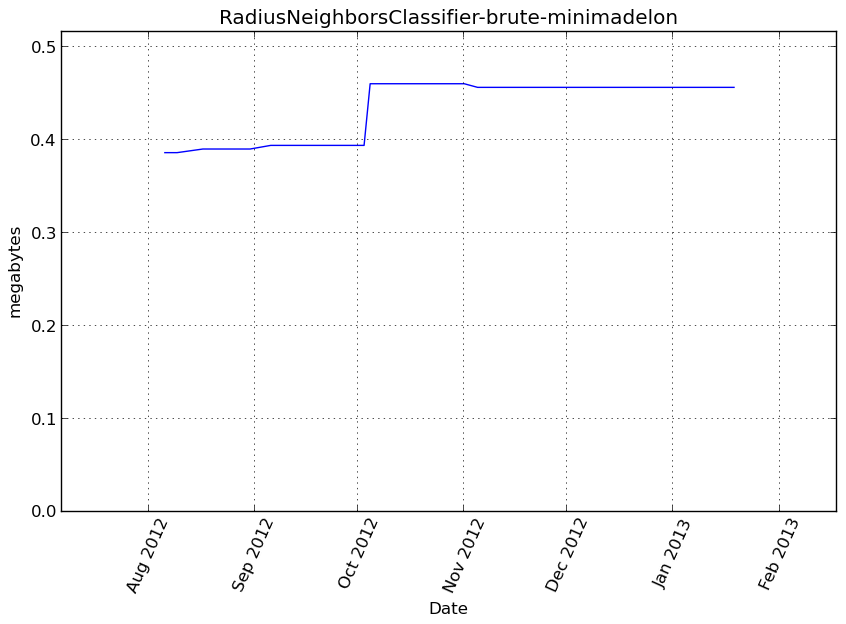 RadiusNeighborsClassifier-brute-minimadelon
0.5
0.4
0.3
0.2
0.1
0.0
megabytes
Aug 2012
Sep 2012
Oct 2012
Nov 2012
Dec 2012
Jan 2013
Feb 2013
Date